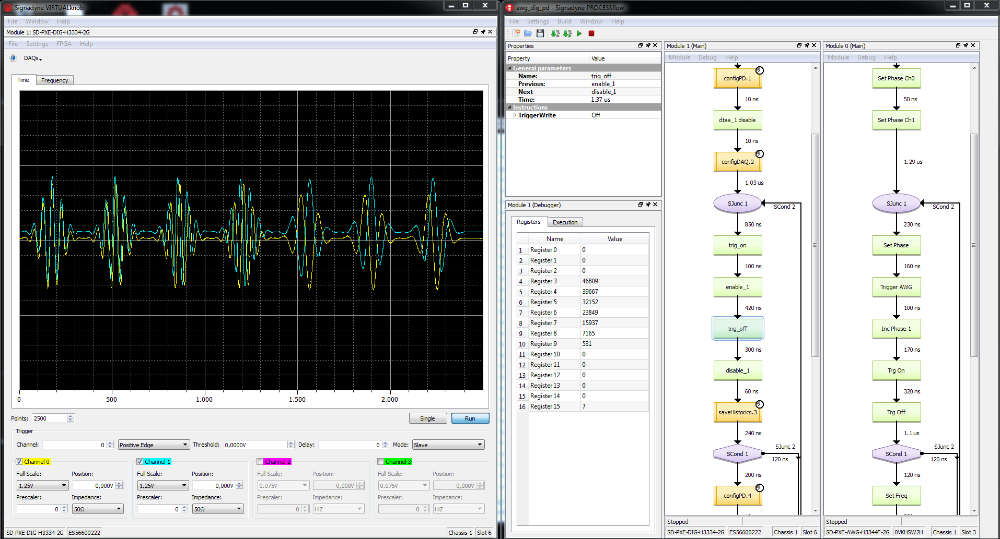 Signadyne VIRTUALknob
File Window Help
Module 1: SD-PXE-DIG-H3334-2G
File Settings FPGA Help
DAQs
Time Frequency
0 500 1.000 1.500 2.000
Points: 2500 Single Run
Trigger
Channel: 0 Positive Edge Threshold: 0,0000V Delay: 0 Mode: Slave
Channel 0 Channel 1 Channel 2 Channel 3
Full Scale: Position: Full Scale: Position: Full Scale: Position: Full Scale: Position:
1.25V 0,000V 1.25V 0,000V 0.075V 0,000V 0.075V 0,000V
Prescaler: Impedance: Prescaler: Impedance: Prescaler: Impedance: Prescaler: Impedance:
0 50Ω 0 50Ω 0 HiZ 0 HiZ
SD-PXE-DIG-H3334-2G ES56600222 Chassis 1 Slot 6
awg_dig_pd - Signadyne PROCESSflow
File Settings Build Window Help
Properties
Property Value
General parameters
Name: trig_off
Previous: enable_1
Next disable_1
Time: 1.37 us
Instructions
TriggerWrite Off
Module 1 (Debugger)
Registers Execution
Name Value
1 Register 0 0
2 Register 1 0
3 Register 2 0
4 Register 3 46809
5 Register 4 39667
6 Register 5 32152
7 Register 6 23849
8 Register 7 15937
9 Register 8 7165
10 Register 9 531
11 Register 10 0
12 Register 11 0
13 Register 12 0
14 Register 13 0
15 Register 14 0
16 Register 15 7
Module 1 (Main)
Module Debug Help
configPD.1
10 ns
dtaa_1 disable
10 ns
configDAQ.2
1.03 us
SJunc 1
SCond 2
850 ns
trig_on
100 ns
enable_1
420 ns
trig_off
300 ns
disable_1
60 ns
saveHistorics.3
240 ns
SJunc 2
SCond 1
120 ns
200 ns
configPD.4
Stopped
SD-PXE-DIG-H3334-2G ES56600222 Chassis 1 Slot 6
Module 0 (Main)
Module Debug Help
Set Phase Ch0
50 ns
Set Phase Ch1
1.29 us
SJunc 1
SCond 2
230 ns
Set Phase
160 ns
Trigger AWG
100 ns
Inc Phase 1
170 ns
Trg On
320 ns
Trg Off
1.1 us
SJunc 2
SCond 1
120 ns
120 ns
Set Freq
Stopped
SD-PXE-AWG-H3344F-2G 0VKHSW2H Chassis 1 Slot 3